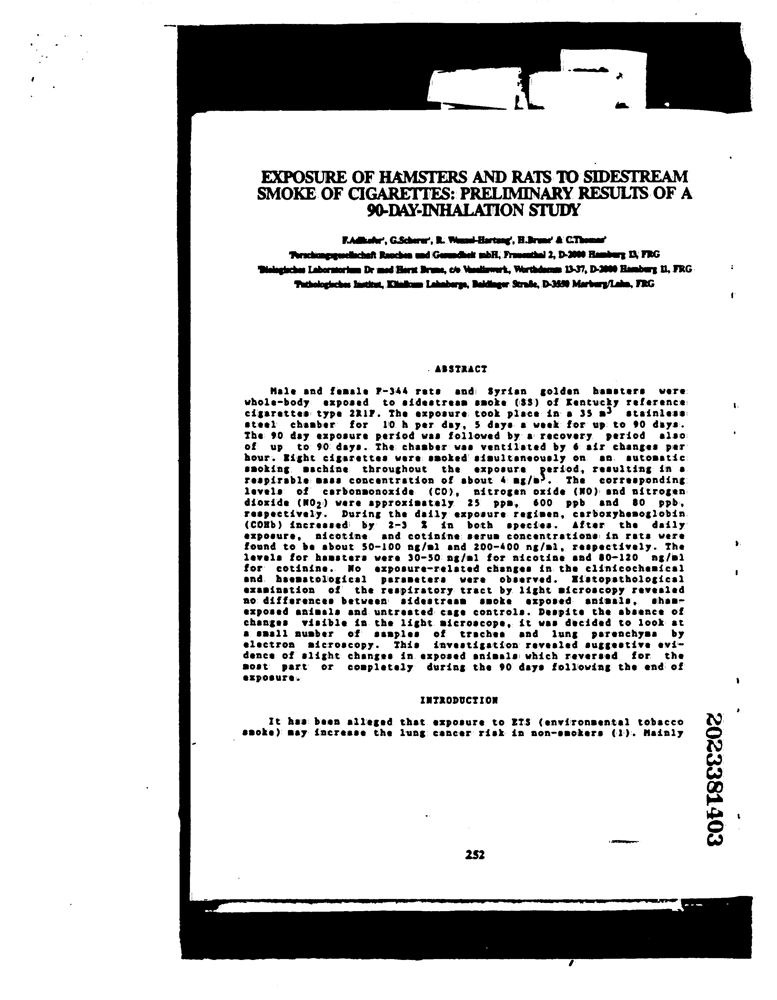 EXPOSURE OF HAMSTERS AND RATS TO SIDESTREAM
SMOKE OF CIGARETTES: PRELIMINARY RESULTS OF A
90-DAY-INHALATION STUDY
F.Adlkofer¹, G.Scherer¹, R. Wenzel-Hartung¹, H.Brune² & C.Thomas³
¹Forschungsgesellschaft Rauchen und Gesundheit mbH, Frauenthal 2, D-2000 Hamburg 13, FRG
²Biologisches Laboratorium Dr med Horst Brune, c/o Vaselinwerk, Worthdamm 13-37, D-2000 Hamburg 11, FRG
³Pathologisches Institut, Klinikum Lahnberge, Baldinger Straße, D-3550 Marburg/Lahn, FRG
ABSTRACT
Male and female F-344 rats and Syrian golden hamsters were
whole-body exposed to sidestream smoke (SS) of Kentucky reference
cigarettes type 2R1F. The exposure took place in a 35 m³ stainless
steel chamber for 10 h per day, 5 days a week for up to 90 days.
The 90 day exposure period was followed by a recovery period also
of up to 90 days. The chamber was ventilated by 6 air changes per
hour. Eight cigarettes were smoked simultaneously on an automatic
smoking machine throughout the exposure period, resulting in a
respirable mass concentration of about 4 mg/m³. The corresponding
levels of carbonmonoxide (CO), nitrogen oxide (NO) and nitrogen
dioxide (NO₂) were approximately 25 ppm, 600 ppb and 80 ppb,
respectively. During the daily exposure regimen, carboxyhemoglobin
(COHb) increased by 2-3 % in both species. After the daily
exposure, nicotine and cotinine serum concentrations in rats were
found to be about 50-100 ng/ml and 200-400 ng/ml, respectively. The
levels for hamsters were 30-50 ng/ml for nicotine and 80-120 ng/ml
for cotinine. No exposure-related changes in the clinicochemical
and haematological parameters were observed. Histopathological
examination of the respiratory tract by light microscopy revealed
no differences between sidestream smoke exposed animals, sham-
exposed animals and untreated cage controls. Despite the absence of
changes visible in the light microscope, it was decided to look at
a small number of samples of trachea and lung parenchyma by
electron microscopy. This investigation revealed suggestive evi-
dence of slight changes in exposed animals which reversed for the
most part or completely during the 90 days following the end of
exposure.
INTRODUCTION
It has been alleged that exposure to ETS (environmental tobacco
smoke) may increase the lung cancer risk in non-smokers (1). Mainly
252
2023381403